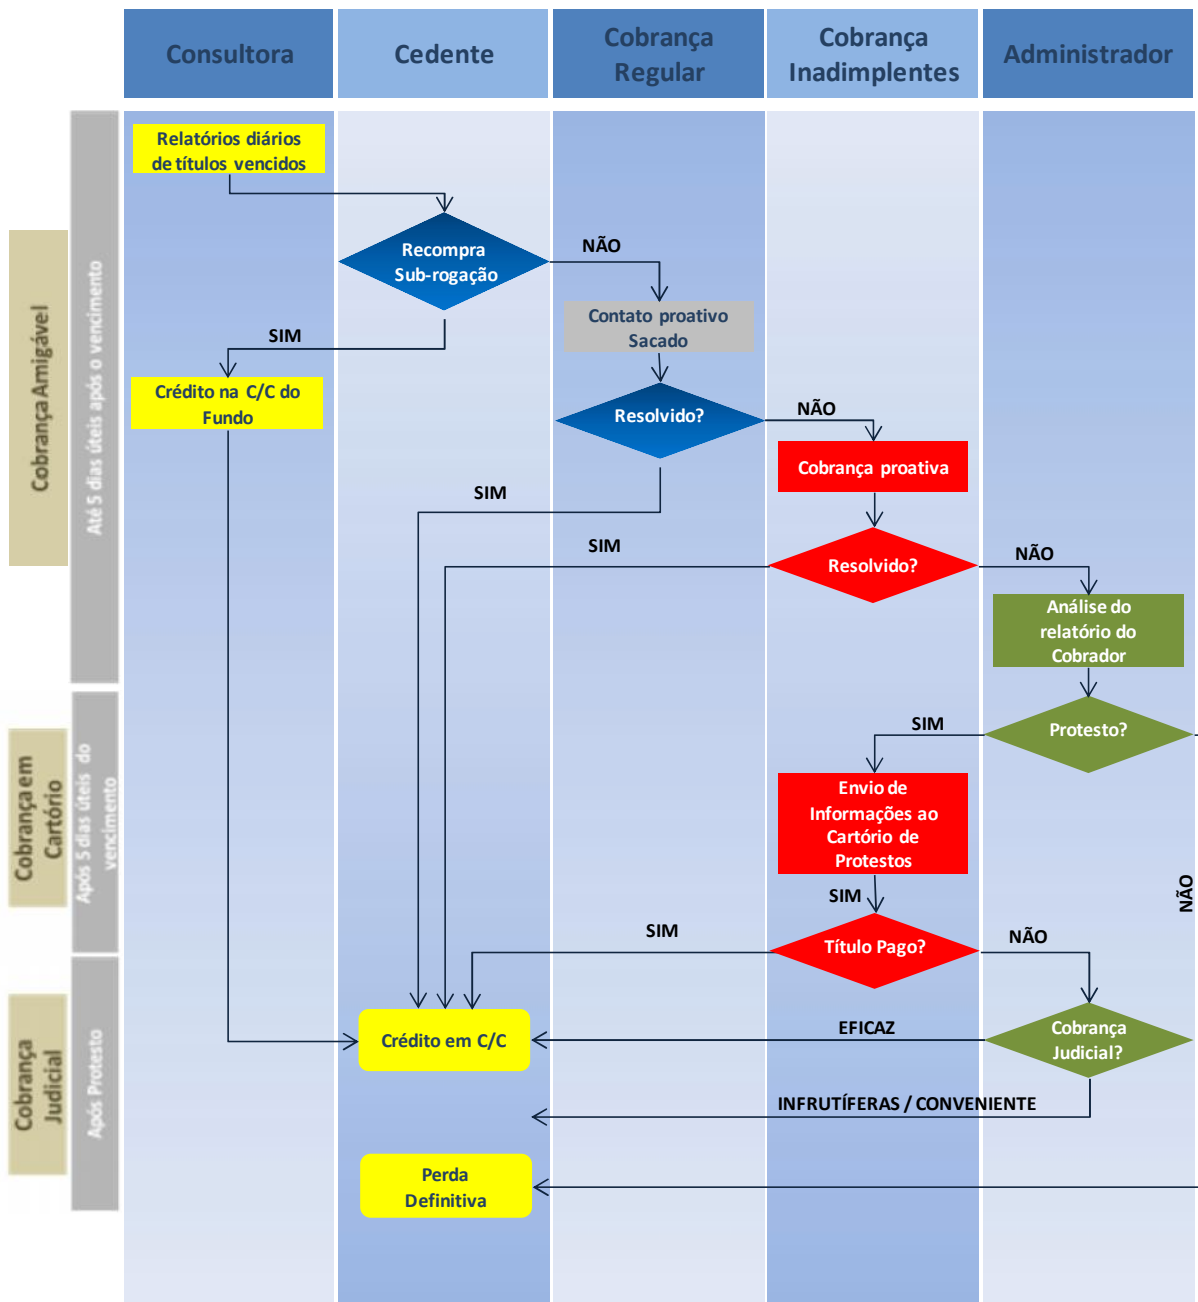 Consultora
Cedente
Cobrança
Regular
Cobrança
Inadimplentes
Administrador
Cobrança Amigável
Até 5 dias úteis após o vencimento
Relatórios diários
de títulos vencidos
Recompra
Sub-rogação
NÃO
SIM
Contato proativo
Sacado
Crédito na C/C do
Fundo
Resolvido?
NÃO
Cobrança proativa
SIM
SIM
Resolvido?
NÃO
Análise do
relatório do
Cobrador
Cobrança em
Cartório
Após 5 dias úteis do
vencimento
SIM
Protesto?
Envio de
Informações ao
Cartório de
Protestos
NÃO
SIM
SIM
Título Pago?
NÃO
Cobrança
Judicial
Após Protesto
Crédito em C/C
EFICAZ
Cobrança
Judicial?
INFRUTÍFERAS / CONVENIENTE
Perda
Definitiva